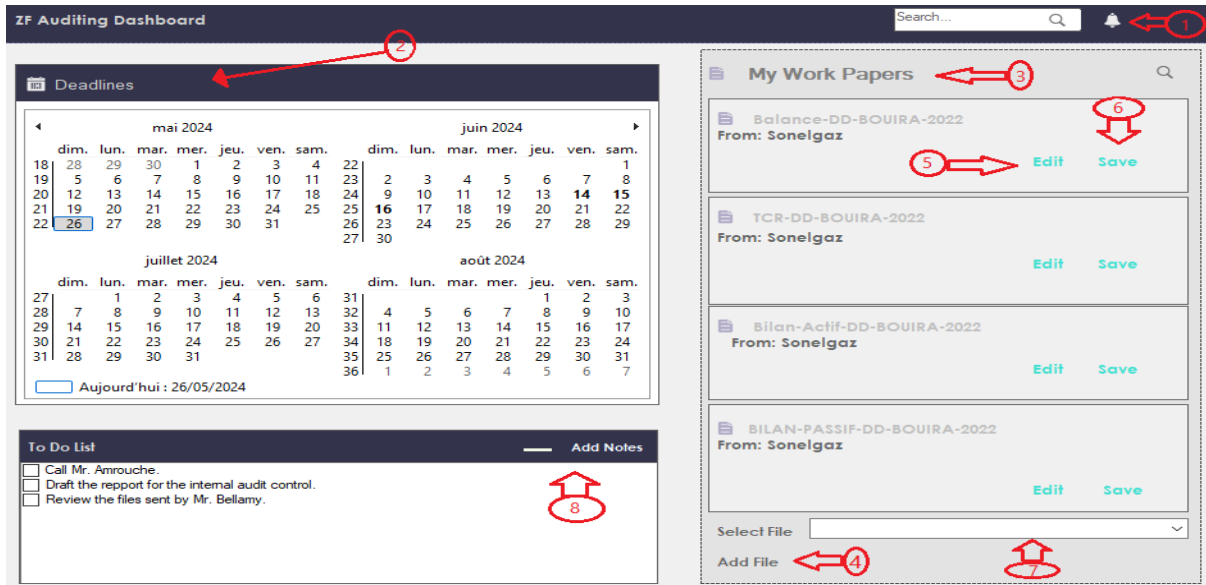 ZF Auditing Dashboard
Search...
1
2
Deadlines
mai 2024
dim. lun. mar. mer. jeu. ven. sam.
18 28 29 30 1 2 3 4
19 5 6 7 8 9 10 11
20 12 13 14 15 16 17 18
21 19 20 21 22 23 24 25
22 26 27 28 29 30 31
juin 2024
dim. lun. mar. mer. jeu. ven. sam.
22 1
23 2 3 4 5 6 7 8
24 9 10 11 12 13 14 15
25 16 17 18 19 20 21 22
26 23 24 25 26 27 28 29
27 30
juillet 2024
dim. lun. mar. mer. jeu. ven. sam.
27 1 2 3 4 5 6
28 7 8 9 10 11 12 13
29 14 15 16 17 18 19 20
30 21 22 23 24 25 26 27
31 28 29 30 31
août 2024
dim. lun. mar. mer. jeu. ven. sam.
31 1 2 3
32 4 5 6 7 8 9 10
33 11 12 13 14 15 16 17
34 18 19 20 21 22 23 24
35 25 26 27 28 29 30 31
36 1 2 3 4 5 6 7
Aujourd'hui : 26/05/2024
To Do List
Add Notes
Call Mr. Amrouche.
Draft the repport for the internal audit control.
Review the files sent by Mr. Bellamy.
8
My Work Papers
3
Balance-DD-BOUIRA-2022
From: Sonelgaz
6
5
Edit Save
TCR-DD-BOUIRA-2022
From: Sonelgaz
Edit Save
Bilan-Actif-DD-BOUIRA-2022
From: Sonelgaz
Edit Save
BILAN-PASSIF-DD-BOUIRA-2022
From: Sonelgaz
Edit Save
Select File
Add File
4
7